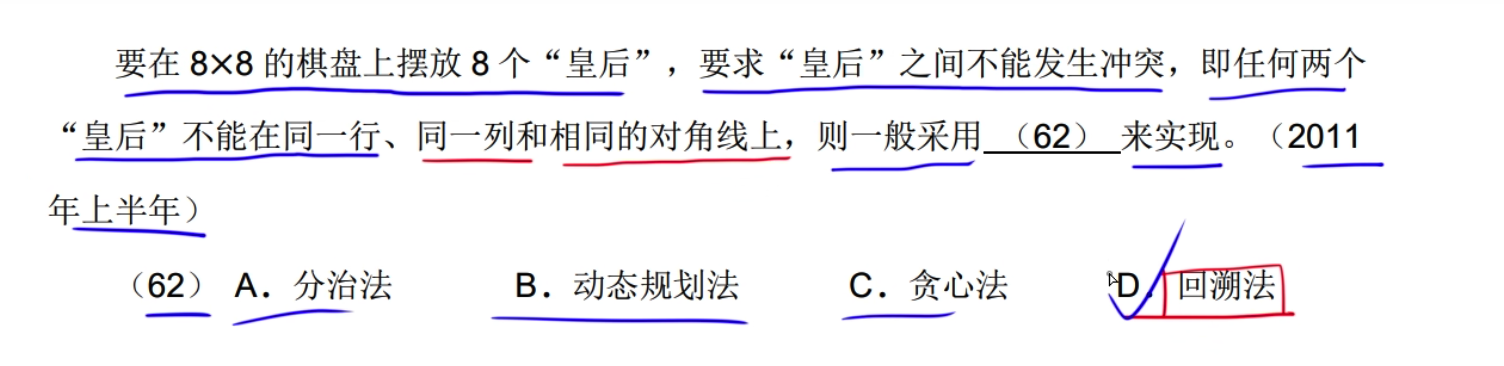 要在 8×8 的棋盘上摆放 8 个“皇后”，要求“皇后”之间不能发生冲突，即任何两个
“皇后”不能在同一行、同一列和相同的对角线上，则一般采用 （62） 来实现。（2011
年上半年）
（62） A．分治法 B．动态规划法 C．贪心法 D．回溯法